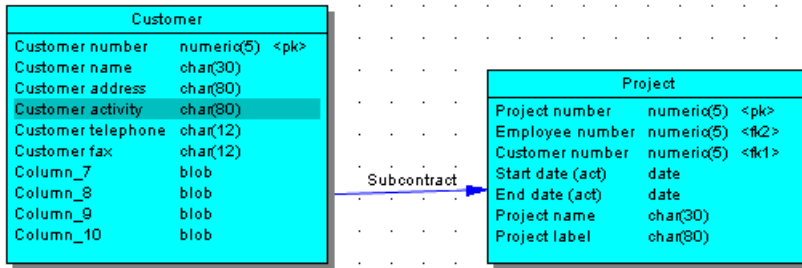 Customer
Customer number numeric(5) <pk>
Customer name char(30)
Customer address char(80)
Customer activity char(80)
Customer telephone char(12)
Customer fax char(12)
Column_7 blob
Column_8 blob
Column_9 blob
Column_10 blob
Subcontract
Project
Project number numeric(5) <pk>
Employee number numeric(5) <fk2>
Customer number numeric(5) <fk1>
Start date (act) date
End date (act) date
Project name char(30)
Project label char(80)